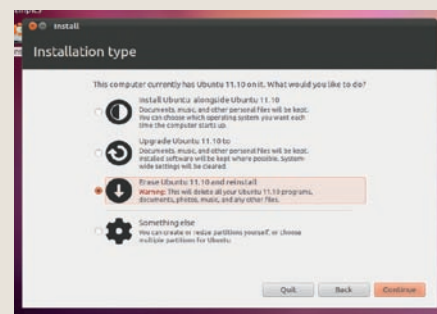 Install
Installation type
This computer currently has Ubuntu 11.10 on it. What would you like to do?
Install Ubuntu alongside Ubuntu 11.10
Documents, music, and other personal files will be kept.
You can choose which operating system you want each
time the computer starts up.
Upgrade Ubuntu 11.10 to
Documents, music, and other personal files will be kept.
Installed software will be kept where possible. System-
wide settings will be cleared.
Erase Ubuntu 11.10 and reinstall
Warning: This will delete all your Ubuntu 11.10 programs,
documents, photos, music, and any other files.
Something else
You can create or resize partitions yourself, or choose
multiple partitions for Ubuntu.
Quit
Back
Continue